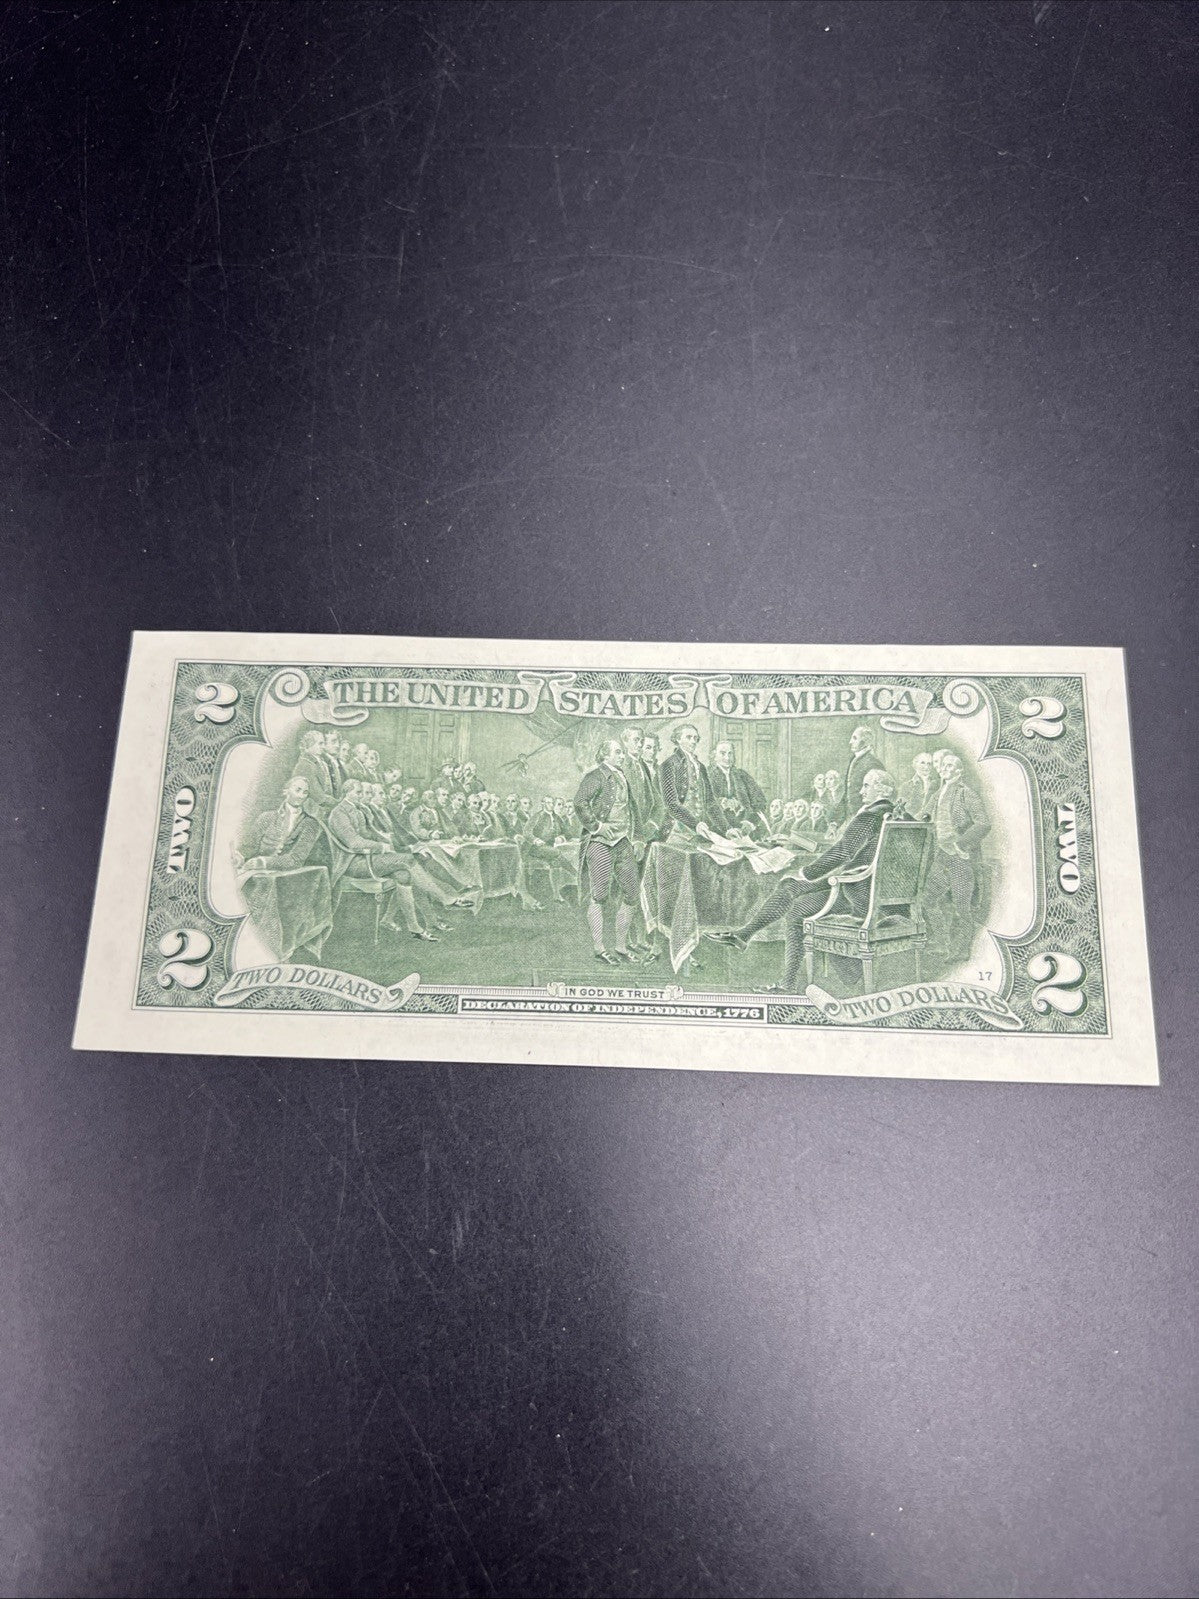 2 THE UNITED STATES OF AMERICA 2
TWO
TWO
2 TWO DOLLARS
IN GOD WE TRUST
DECLARATION OF INDEPENDENCE, 1776
17
TWO DOLLARS 2